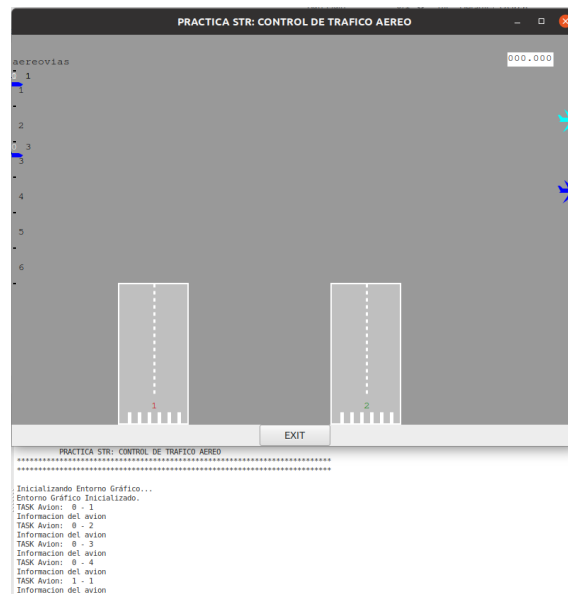 PRACTICA STR: CONTROL DE TRAFICO AEREO
000.000
aereovias
1
1
2
3
3
4
5
6
1
2
EXIT
PRACTICA STR: CONTROL DE TRAFICO AEREO
*************************************************************************
*************************************************************************
Inicializando Entorno Gráfico...
Entorno Gráfico Inicializado.
TASK Avion: 0 - 1
Informacion del avion
TASK Avion: 0 - 2
Informacion del avion
TASK Avion: 0 - 3
Informacion del avion
TASK Avion: 0 - 4
Informacion del avion
TASK Avion: 1 - 1
Informacion del avion